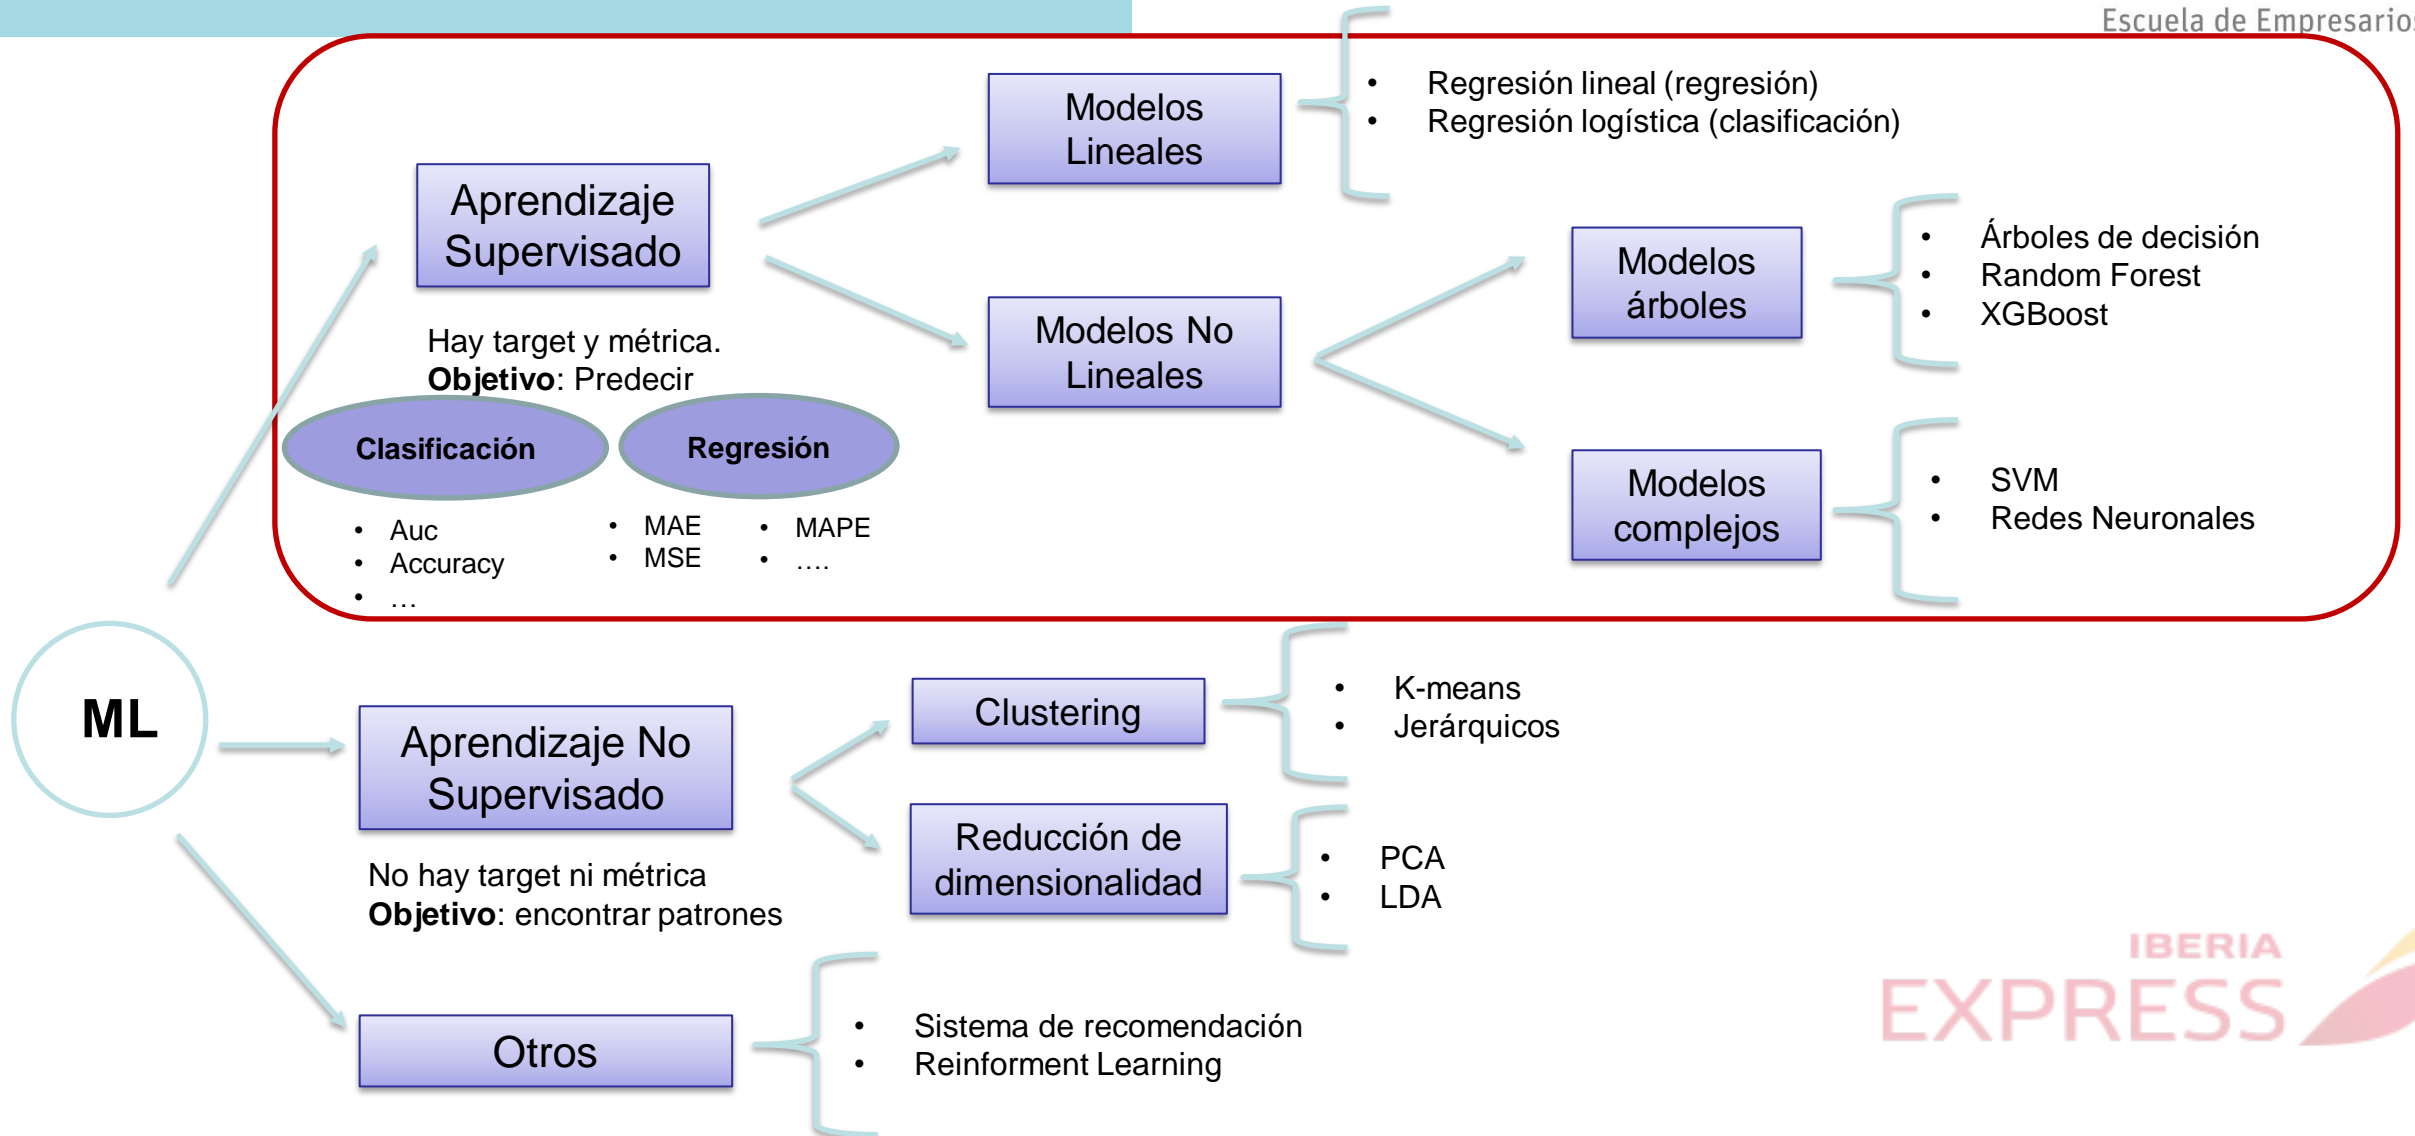 Escuela de Empresarios
Modelos
Lineales
• Regresión lineal (regresión)
• Regresión logística (clasificación)
Aprendizaje
Supervisado
Hay target y métrica.
Objetivo: Predecir
Clasificación
Regresión
• Auc
• Accuracy
• …
• MAE
• MSE
• MAPE
• ….
Modelos No
Lineales
Modelos
árboles
• Árboles de decisión
• Random Forest
• XGBoost
Modelos
complejos
• SVM
• Redes Neuronales
ML
Aprendizaje No
Supervisado
No hay target ni métrica
Objetivo: encontrar patrones
Clustering
• K-means
• Jerárquicos
Reducción de
dimensionalidad
• PCA
• LDA
Otros
• Sistema de recomendación
• Reinforment Learning
IBERIA
EXPRESS